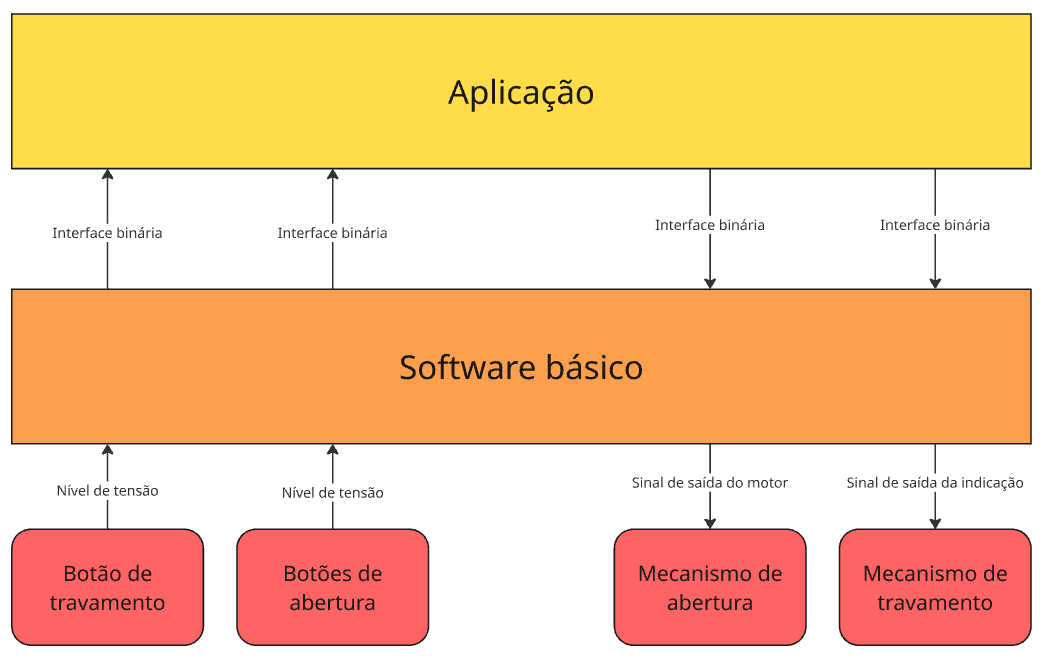 Aplicação
Interface binária
Interface binária
Interface binária
Interface binária
Software básico
Nível de tensão
Nível de tensão
Sinal de saída do motor
Sinal de saída da indicação
Botão de
travamento
Botões de
abertura
Mecanismo de
abertura
Mecanismo de
travamento